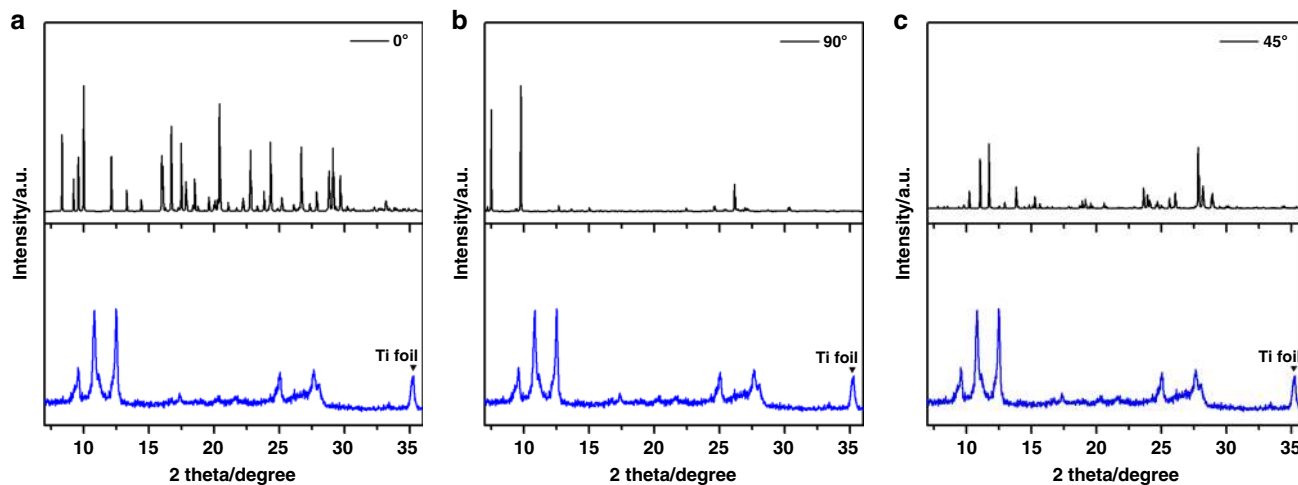 a
0°
Intensity/a.u.
Ti foil
10 15 20 25 30 35
2 theta/degree
b
90°
Intensity/a.u.
Ti foil
10 15 20 25 30 35
2 theta/degree
c
45°
Intensity/a.u.
Ti foil
10 15 20 25 30 35
2 theta/degree